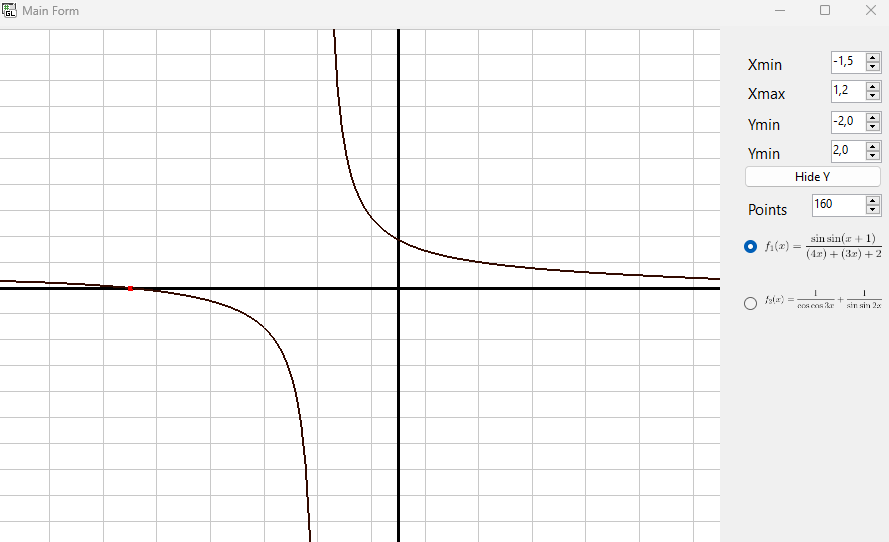 Main Form
Xmin -1,5
Xmax 1,2
Ymin -2,0
Ymin 2,0
Hide Y
Points 160
f₁(x) = sin sin(x + 1) / (4x) + (3x) + 2
f₂(x) = 1 / cos cos 3x + 1 / sin sin 2x